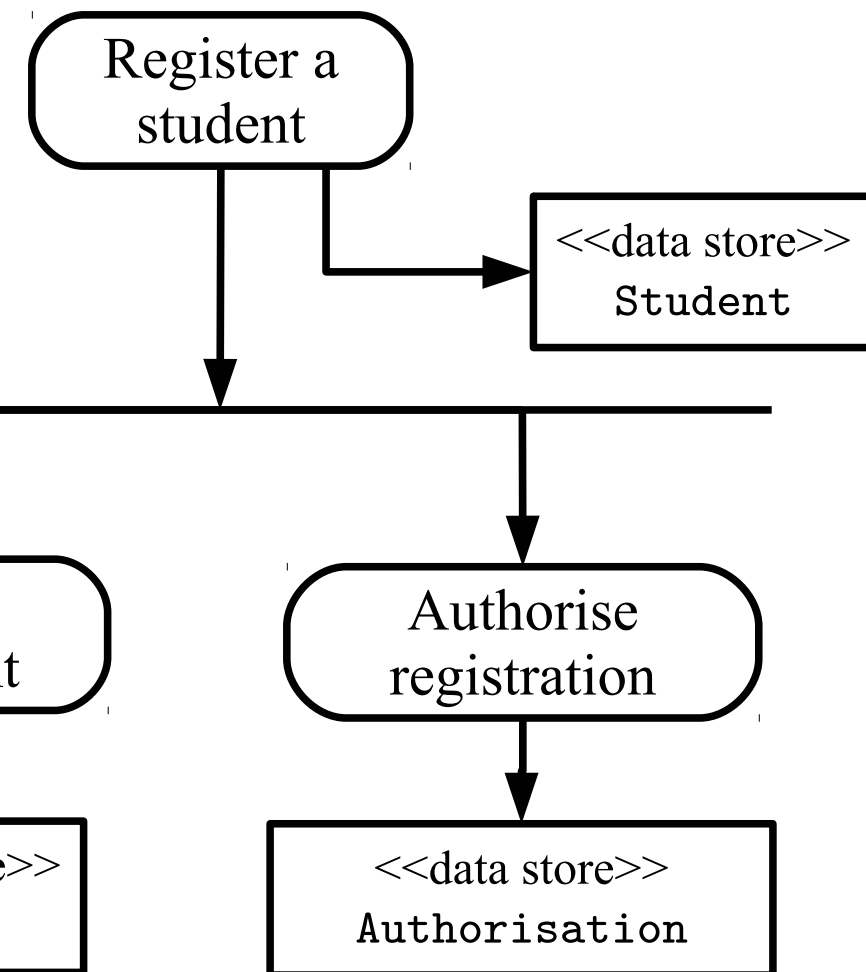 Register a
student
<<data store>>
Student
Authorise
registration
<<data store>>
Authorisation